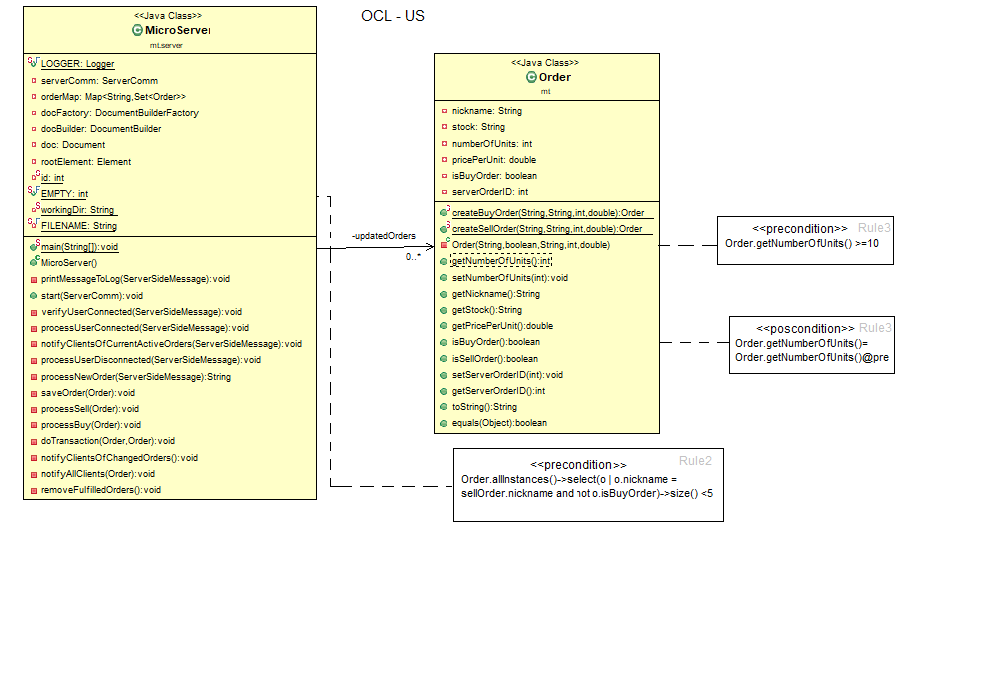 OCL - US
<<Java Class>>
MicroServer
mt.server
LOGGER: Logger
serverComm: ServerComm
orderMap: Map<String,Set<Order>>
docFactory: DocumentBuilderFactory
docBuilder: DocumentBuilder
doc: Document
rootElement: Element
id: int
EMPTY: int
workingDir: String
FILENAME: String
main(String[]):void
MicroServer()
printMessageToLog(ServerSideMessage):void
start(ServerComm):void
verifyUserConnected(ServerSideMessage):void
processUserConnected(ServerSideMessage):void
notifyClientsOfCurrentActiveOrders(ServerSideMessage):void
processUserDisconnected(ServerSideMessage):void
processNewOrder(ServerSideMessage):String
saveOrder(Order):void
processSell(Order):void
processBuy(Order):void
doTransaction(Order,Order):void
notifyClientsOfChangedOrders():void
notifyAllClients(Order):void
removeFulfilledOrders():void
-updatedOrders
0..*
<<Java Class>>
Order
mt
nickname: String
stock: String
numberOfUnits: int
pricePerUnit: double
isBuyOrder: boolean
serverOrderID: int
createBuyOrder(String,String,int,double):Order
createSellOrder(String,String,int,double):Order
Order(String,boolean,String,int,double)
getNumberOfUnits():int
setNumberOfUnits(int):void
getNickname():String
getStock():String
getPricePerUnit():double
isBuyOrder():boolean
isSellOrder():boolean
setServerOrderID(int):void
getServerOrderID():int
toString():String
equals(Object):boolean
<<precondition>> Rule3
Order.getNumberOfUnits() >=10
<<poscondition>> Rule3
Order.getNumberOfUnits()=
Order.getNumberOfUnits()@pre
<<precondition>> Rule2
Order.allInstances()->select(o | o.nickname =
sellOrder.nickname and not o.isBuyOrder)->size() <5